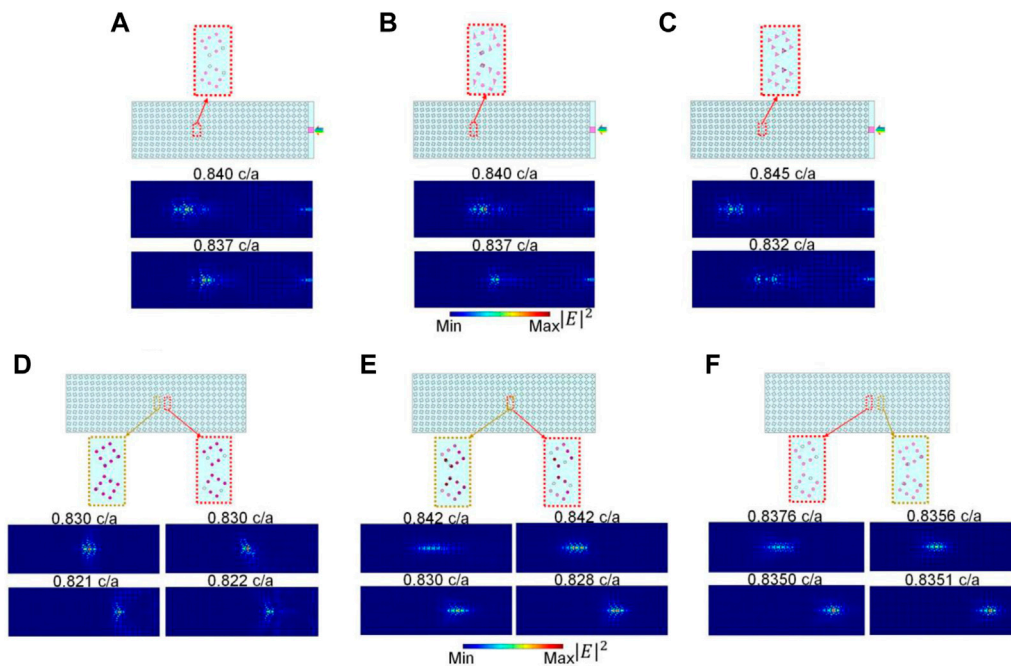 A
B
C
0.840 c/a
0.840 c/a
0.845 c/a
0.837 c/a
0.837 c/a
0.832 c/a
Min Max |E|²
D
E
F
0.830 c/a
0.830 c/a
0.842 c/a
0.842 c/a
0.8376 c/a
0.8356 c/a
0.821 c/a
0.822 c/a
0.830 c/a
0.828 c/a
0.8350 c/a
0.8351 c/a
Min Max |E|²